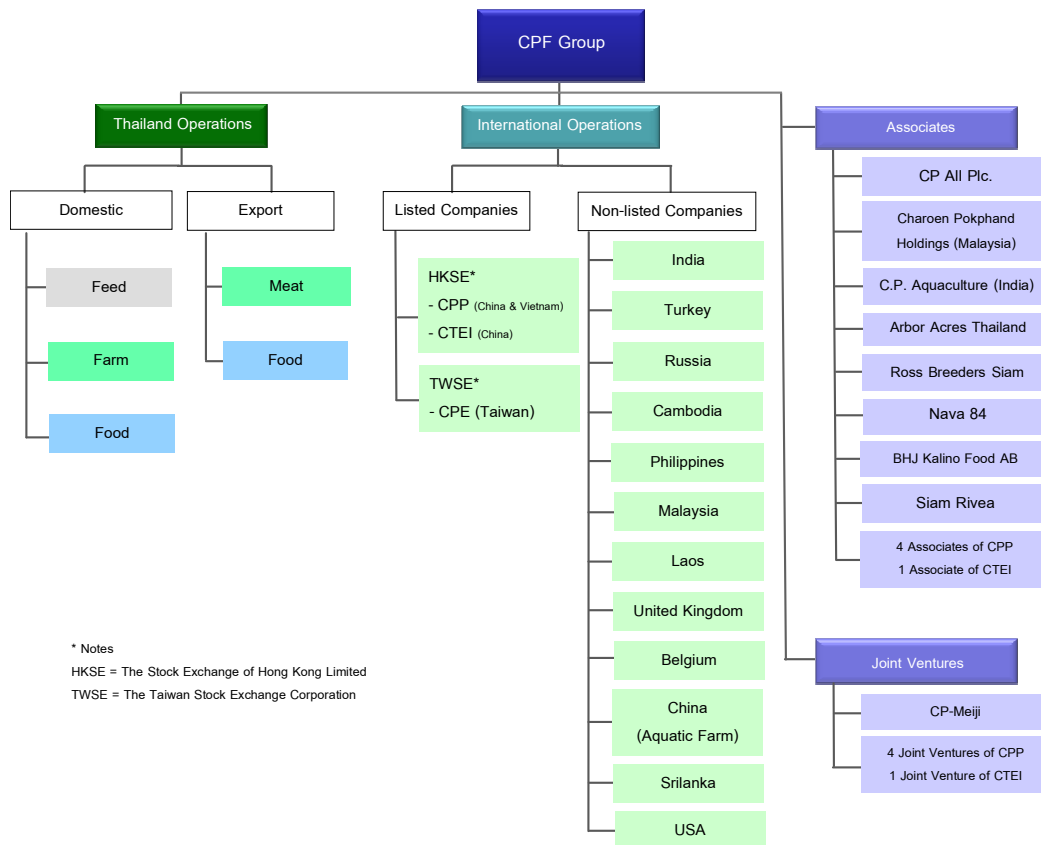 CPF Group
Thailand Operations
International Operations
Associates
Domestic
Export
Listed Companies
Non-listed Companies
Feed
Farm
Food
Meat
Food
HKSE*
- CPP (China & Vietnam)
- CTEI (China)
TWSE*
- CPE (Taiwan)
India
Turkey
Russia
Cambodia
Philippines
Malaysia
Laos
United Kingdom
Belgium
China
(Aquatic Farm)
Srilanka
USA
CP All Plc.
Charoen Pokphand
Holdings (Malaysia)
C.P. Aquaculture (India)
Arbor Acres Thailand
Ross Breeders Siam
Nava 84
BHJ Kalino Food AB
Siam Rivea
4 Associates of CPP
1 Associate of CTEI
Joint Ventures
CP-Meiji
4 Joint Ventures of CPP
1 Joint Venture of CTEI
* Notes
HKSE = The Stock Exchange of Hong Kong Limited
TWSE = The Taiwan Stock Exchange Corporation